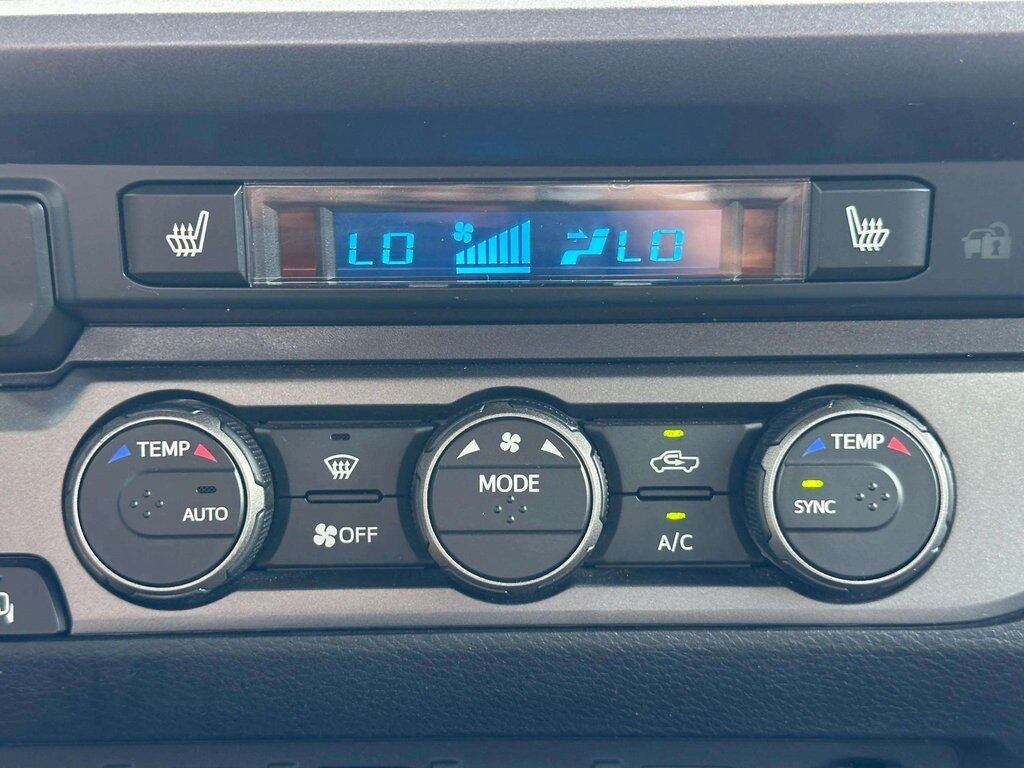 LO LO
TEMP
AUTO
OFF
MODE
A/C
TEMP
SYNC